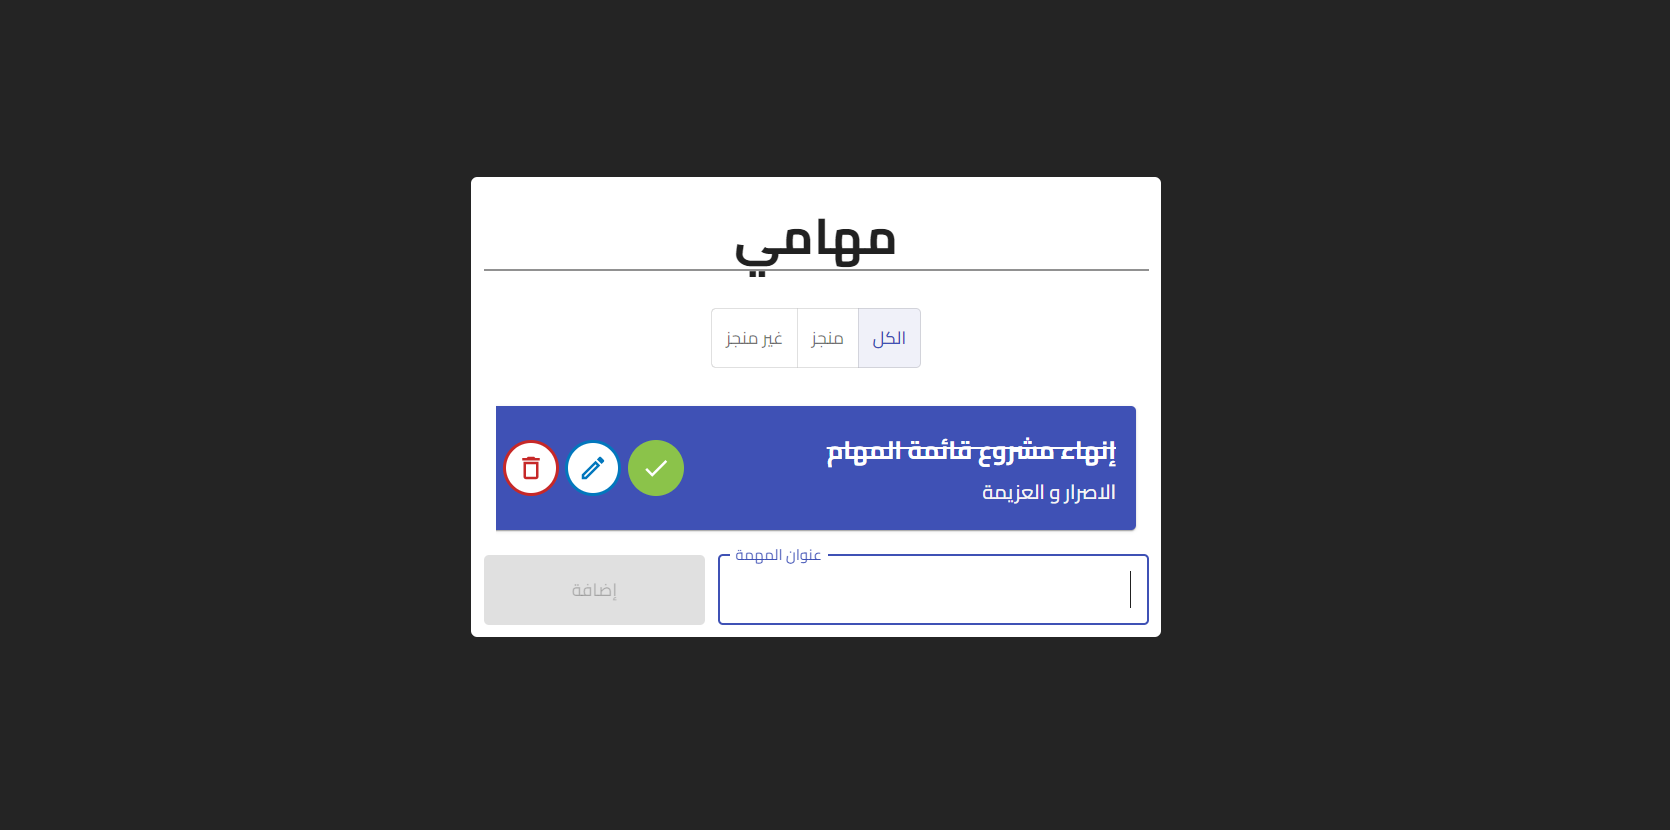 مهامي
الكل
منجز
غير منجز
إنهاء مشروع قائمة المهام
الاصرار و العزيمة
عنوان المهمة
إضافة